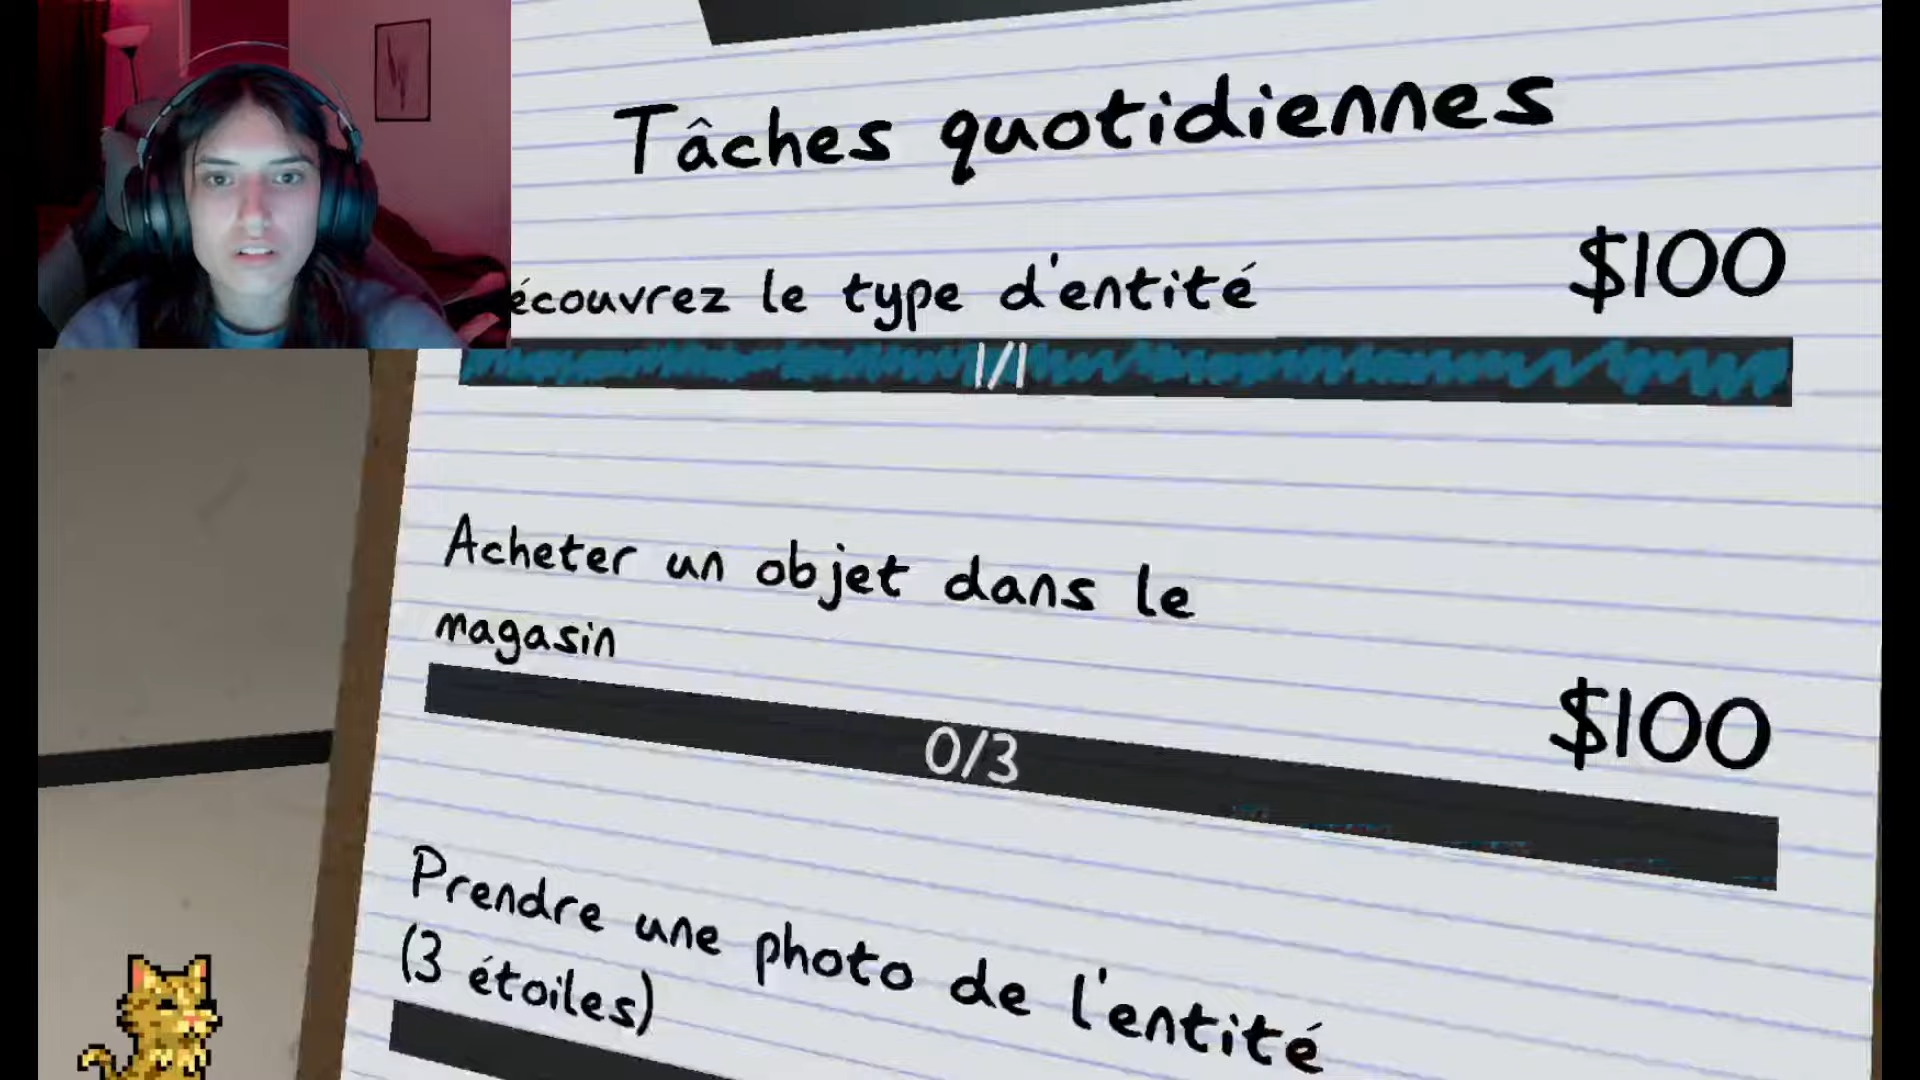 Tâches quotidiennes
écouvrez le type d'entité
$100
1/1
Acheter un objet dans le
magasin
$100
0/3
Prendre une photo de l'entité
(3 étoiles)